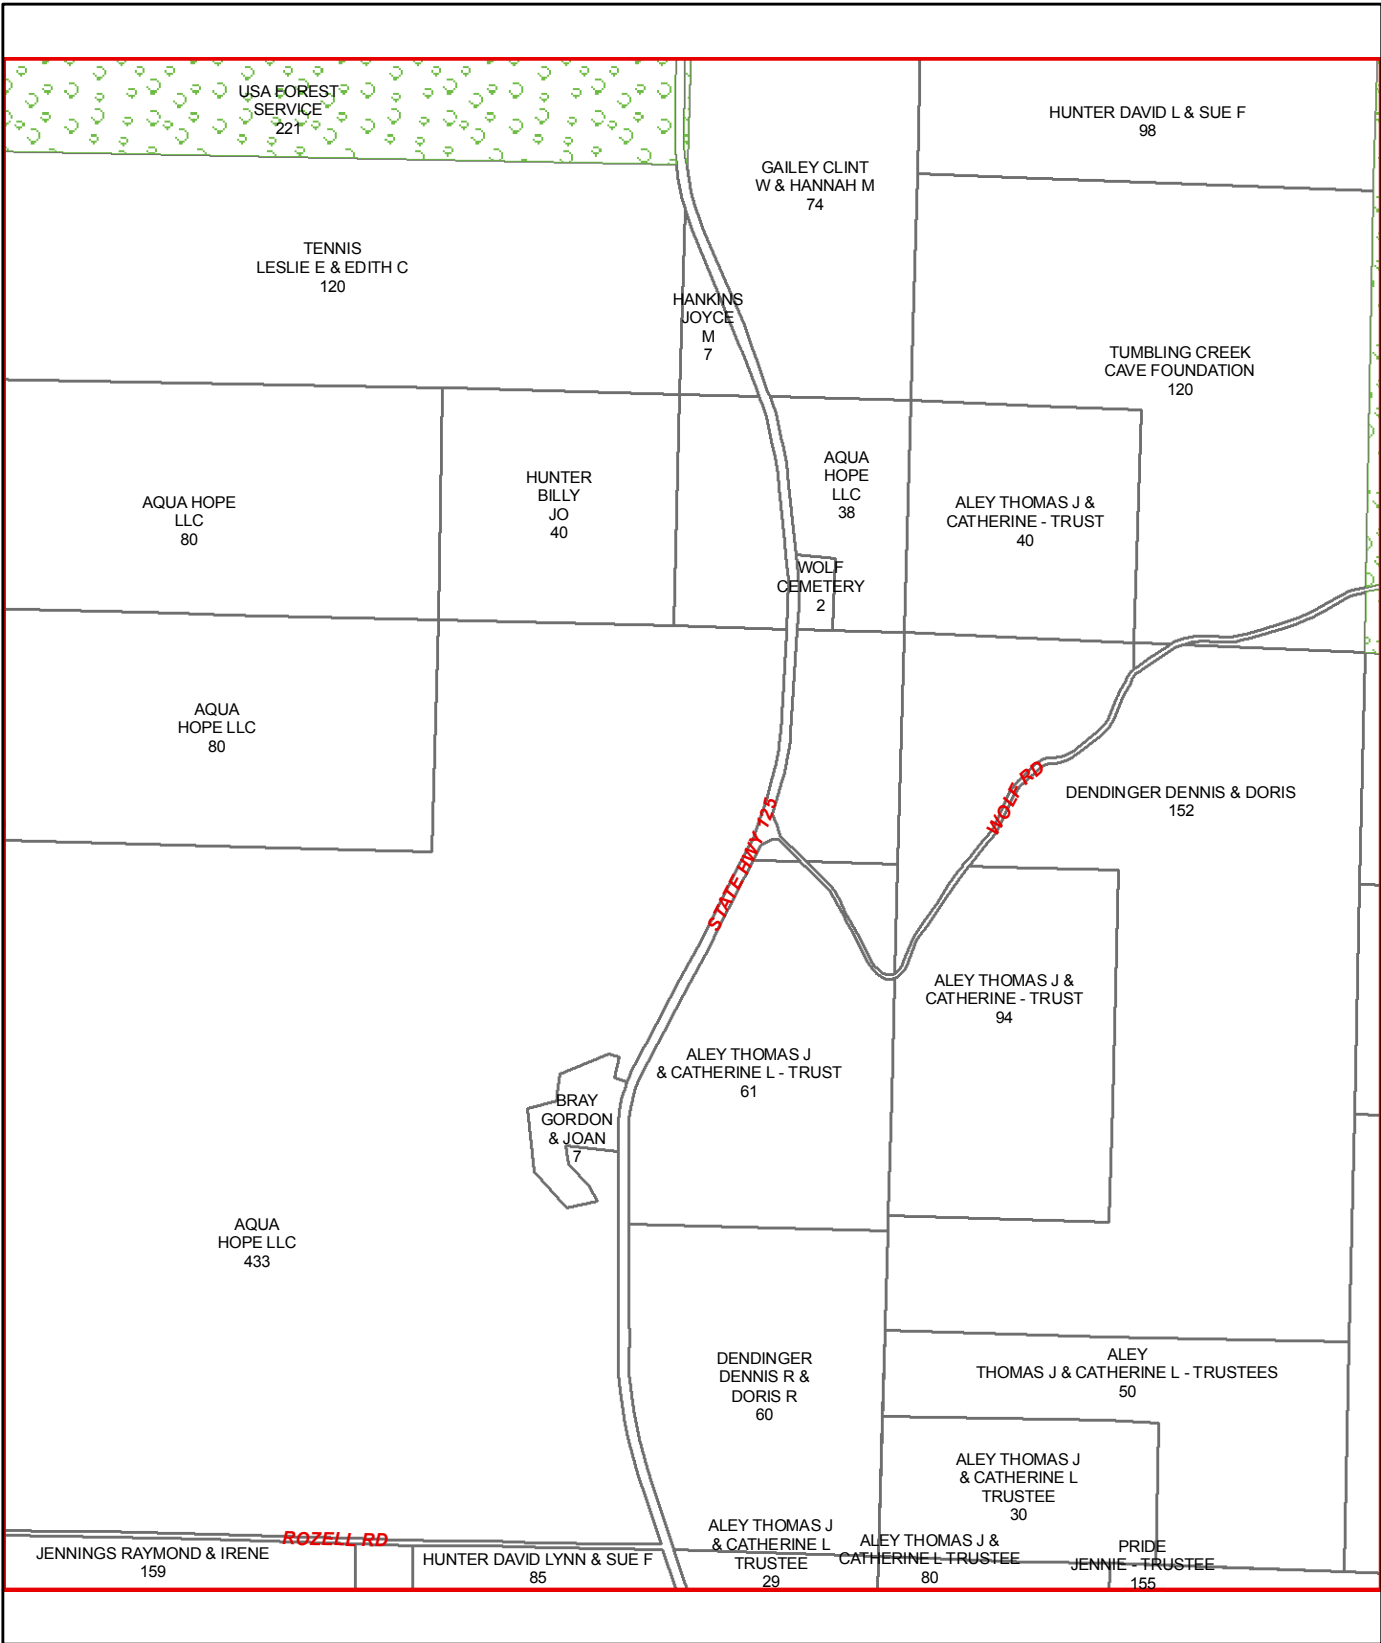 USA FOREST
SERVICE
221
HUNTER DAVID L & SUE F
98
GAILEY CLINT
W & HANNAH M
74
TENNIS
LESLIE E & EDITH C
120
HANKINS
JOYCE
M
7
TUMBLING CREEK
CAVE FOUNDATION
120
AQUA HOPE
LLC
80
HUNTER
BILLY
JO
40
AQUA
HOPE
LLC
38
ALEY THOMAS J &
CATHERINE - TRUST
40
WOLF
CEMETERY
2
AQUA
HOPE LLC
80
WOLF RD
DENDINGER DENNIS & DORIS
152
STATE HWY 125
ALEY THOMAS J &
CATHERINE - TRUST
94
ALEY THOMAS J
& CATHERINE L - TRUST
61
BRAY
GORDON
& JOAN
7
AQUA
HOPE LLC
433
DENDINGER
DENNIS R &
DORIS R
60
ALEY
THOMAS J & CATHERINE L - TRUSTEES
50
ALEY THOMAS J
& CATHERINE L
TRUSTEE
30
ROZELL RD
JENNINGS RAYMOND & IRENE
159
HUNTER DAVID LYNN & SUE F
85
ALEY THOMAS J
& CATHERINE L
TRUSTEE
29
ALEY THOMAS J &
CATHERINE L TRUSTEE
80
PRIDE
JENNIE - TRUSTEE
155